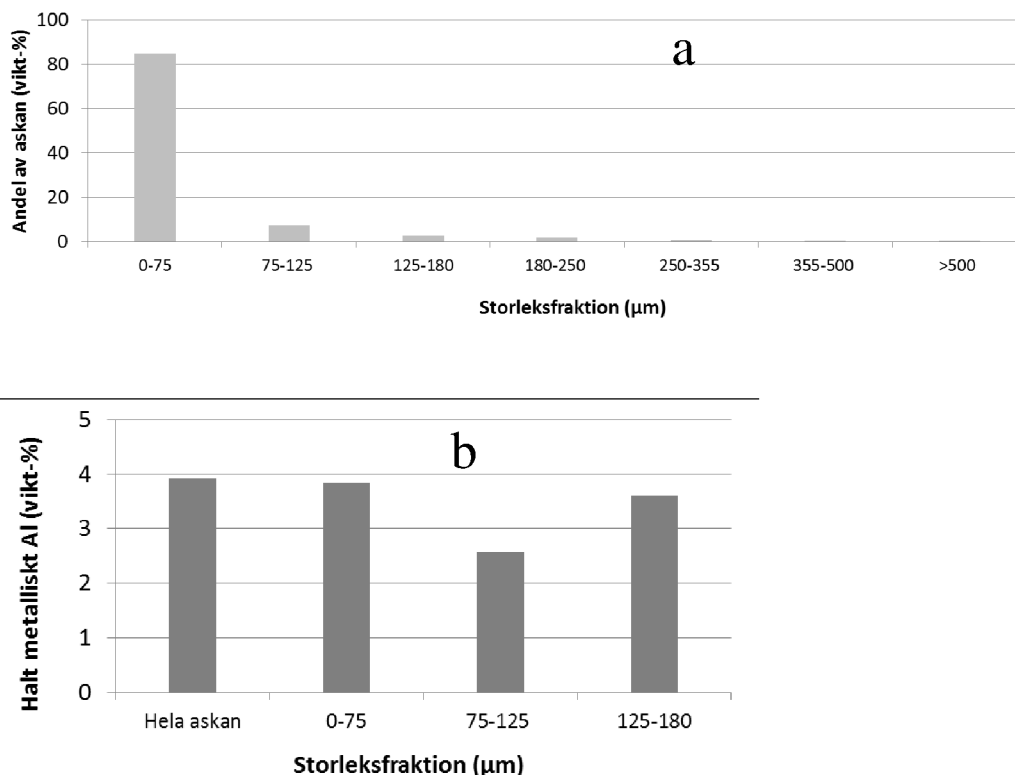 a
Andel av askan (vikt-%)
100
80
60
40
20
0
0-75 75-125 125-180 180-250 250-355 355-500 >500
Storleksfraktion (µm)
b
Halt metalliskt Al (vikt-%)
5
4
3
2
1
0
Hela askan 0-75 75-125 125-180
Storleksfraktion (µm)